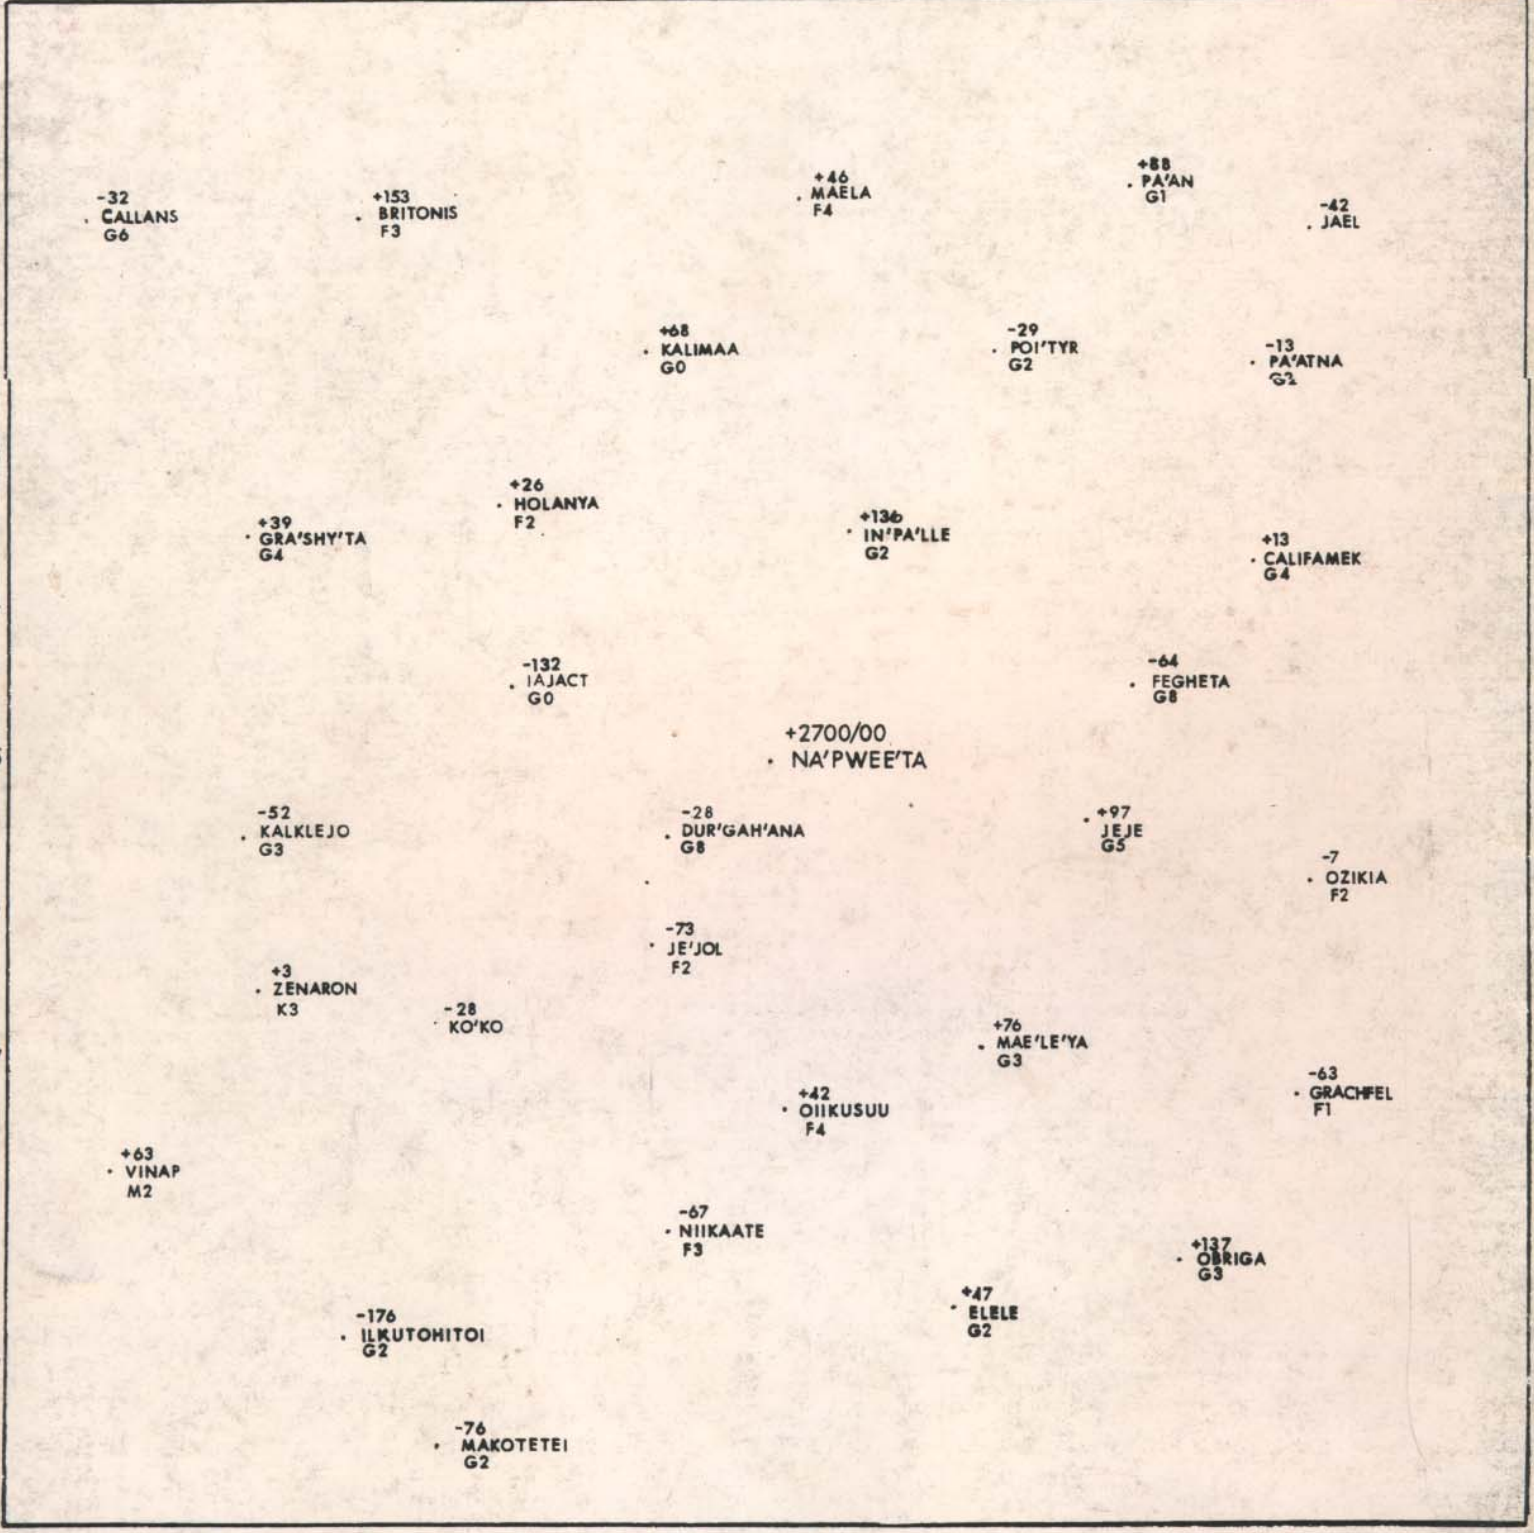 +88
PA'AN
G1
+46
MAELA
F4
-32
CALLANS
G6
+153
BRITONIS
F3
-42
JAEL
+68
KALIMAA
G0
-29
POI'TYR
G2
-13
PA'ATNA
+26
HOLANYA
F2
+39
GRA'SHY'TA
G4
+136
IN'PA'LLE
G2
+13
CALIFAMEK
G4
-132
IAJACT
G0
-64
FEGHETA
G8
+2700/00
NA'PWEE'TA
-52
KALKLEJO
G3
-28
DUR'GAH'ANA
G8
+97
JEJE
G5
-7
OZIKIA
F2
-73
JE'JOL
F2
+3
ZENARON
K3
-28
KO'KO
+76
MAE'LE'YA
G3
-63
GRACHFEL
F1
+42
OIIKUSUU
F4
+63
VINAP
M2
-67
NIIKAATE
F3
+137
OBRIGA
G3
+47
ELELE
G2
-176
ILKUTOHITOI
G2
-76
MAKOTETEI
G2